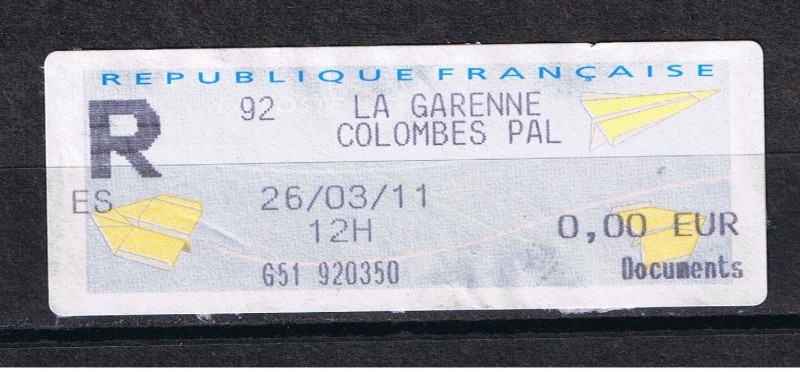 REPUBLIQUE FRANÇAISE
R
92 LA GARENNE
COLOMBES PAL
ES 26/03/11
12H 0,00 EUR
G51 920350 Documents